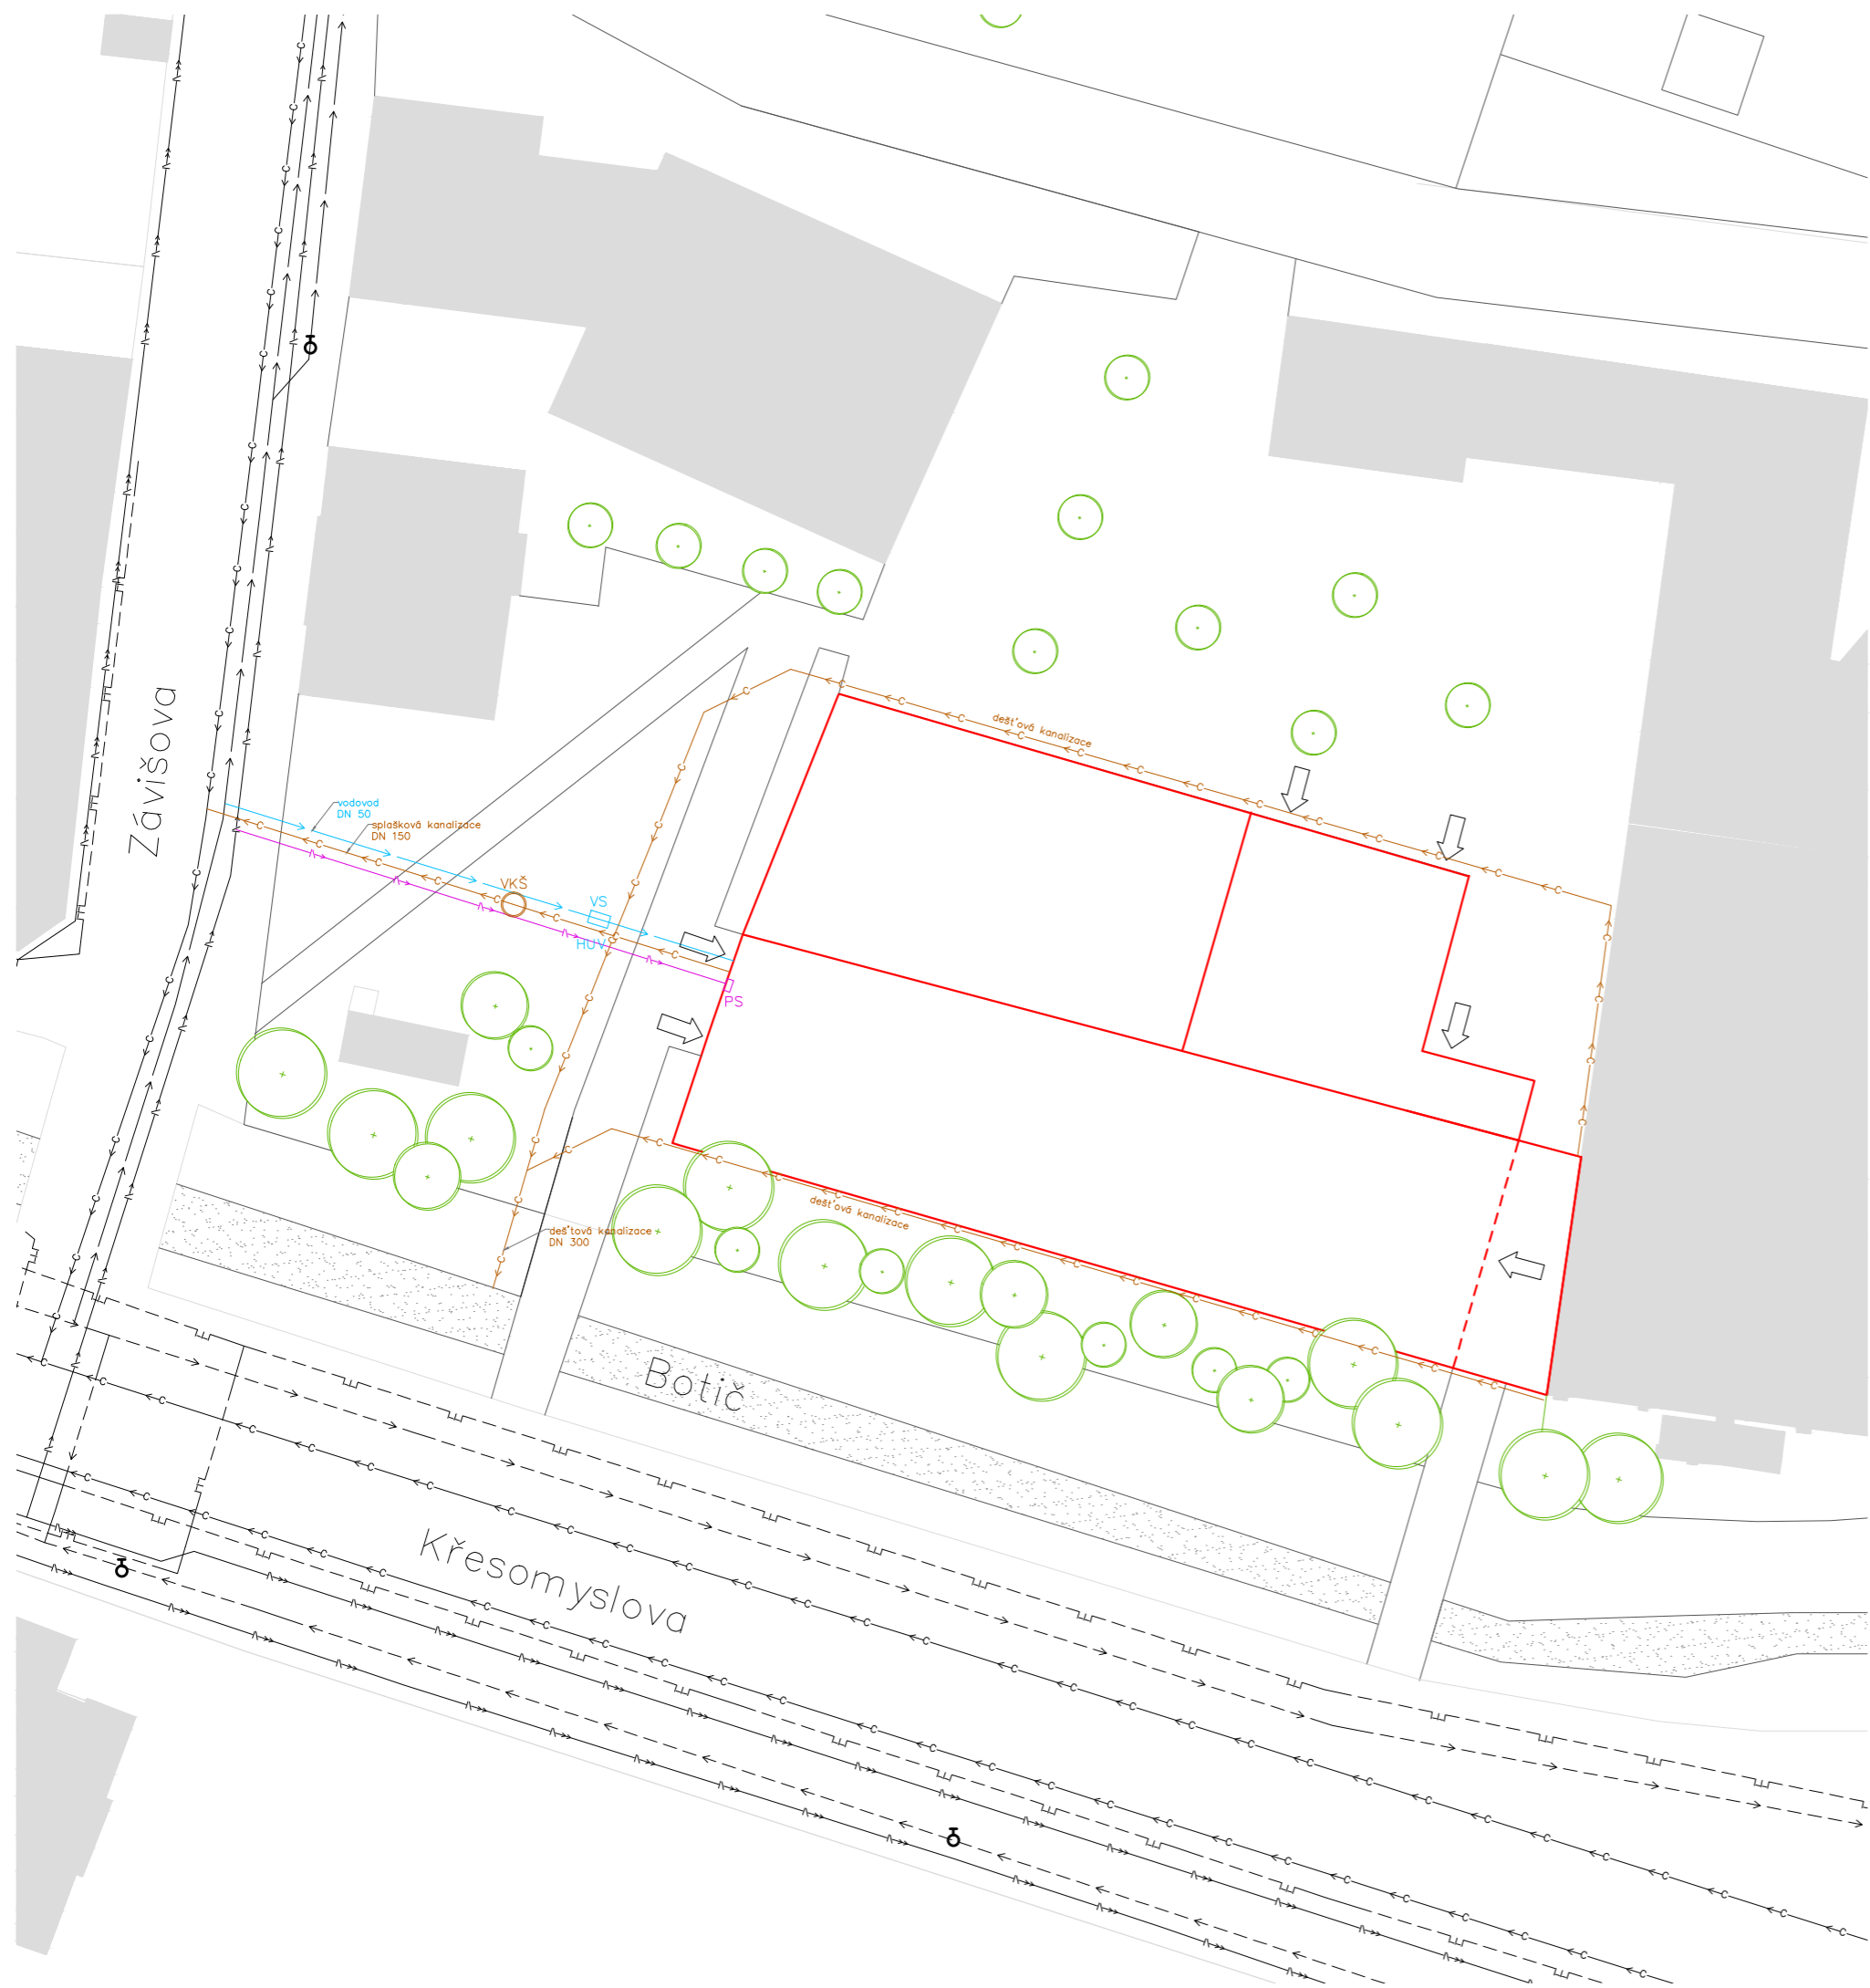 dešťová kanalizace
Závišova
vodovod
DN 50
splašková kanalizace
DN 150
VKŠ
VS
HUV
PS
dešťová kanalizace
dešťová kanalizace
DN 300
Botič
Křesomyslova